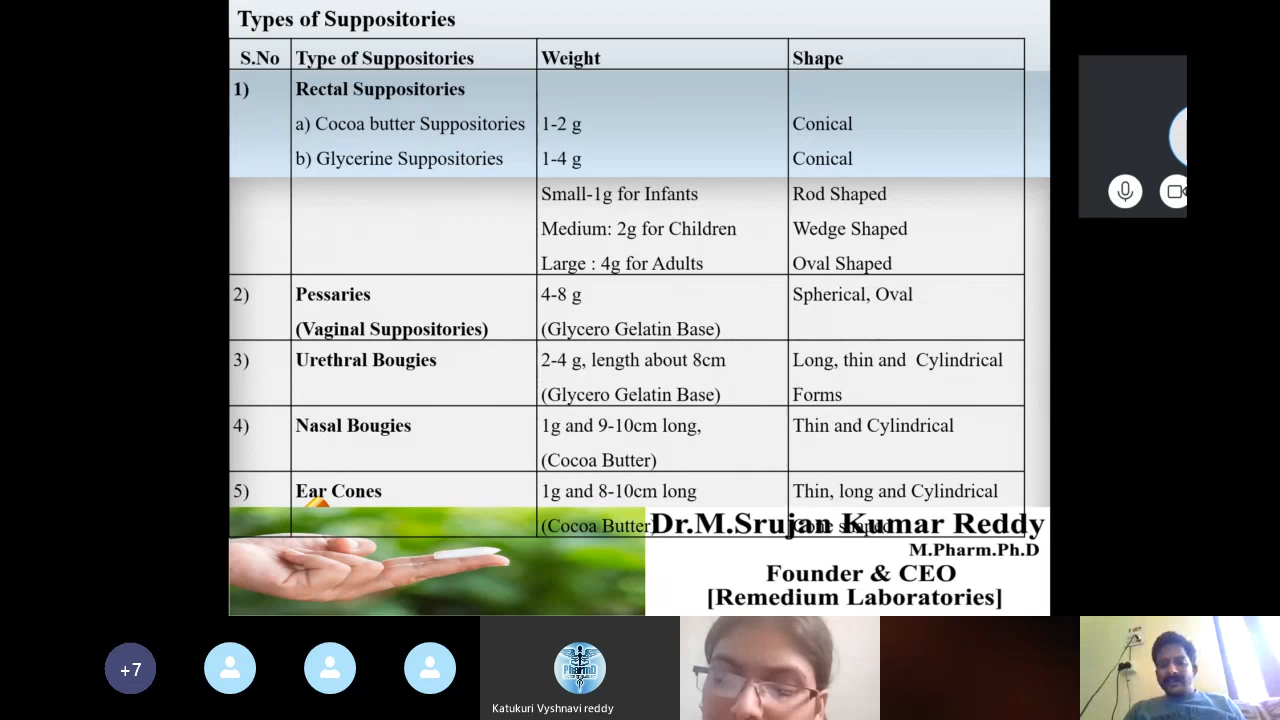 Types of Suppositories
S.No Type of Suppositories Weight Shape
1) Rectal Suppositories
a) Cocoa butter Suppositories 1-2 g Conical
b) Glycerine Suppositories 1-4 g Conical
Small-1g for Infants Rod Shaped
Medium: 2g for Children Wedge Shaped
Large : 4g for Adults Oval Shaped
2) Pessaries 4-8 g Spherical, Oval
(Vaginal Suppositories) (Glycero Gelatin Base)
3) Urethral Bougies 2-4 g, length about 8cm Long, thin and Cylindrical
(Glycero Gelatin Base) Forms
4) Nasal Bougies 1g and 9-10cm long, Thin and Cylindrical
(Cocoa Butter)
5) Ear Cones 1g and 8-10cm long Thin, long and Cylindrical
(Cocoa Butter)
Dr.M.Srujan Kumar Reddy
M.Pharm.Ph.D
Founder & CEO
[Remedium Laboratories]
+7
PharmD
Katukuri Vyshnavi reddy